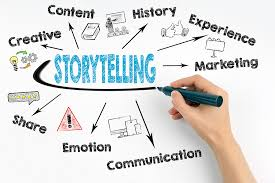 Content
History
Creative
Experience
STORYTELLING
Marketing
Share
Emotion
Communication